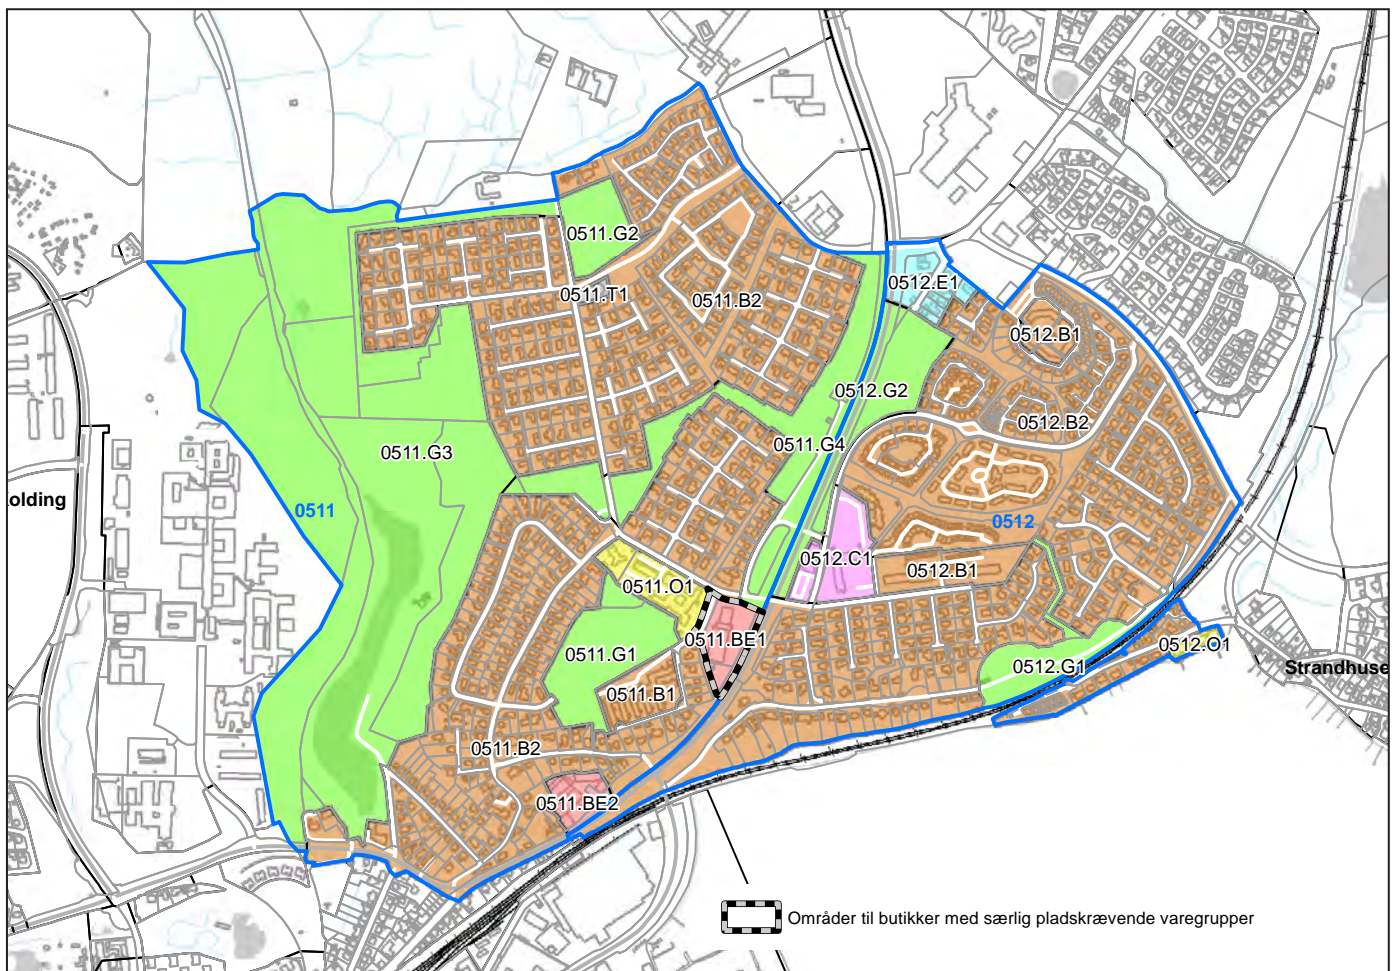 0511.G2
0512.E1
0511.T1
0511.B2
0512.B1
0512.G2
0512.B2
0511.G4
0511.G3
olding
0511
0512
0512.C1
0512.B1
0511.O1
0511.BE1
0512.O1
0511.G1
0512.G1
Strandhuse
0511.B1
0511.B2
0511.BE2
Områder til butikker med særlig pladskrævende varegrupper